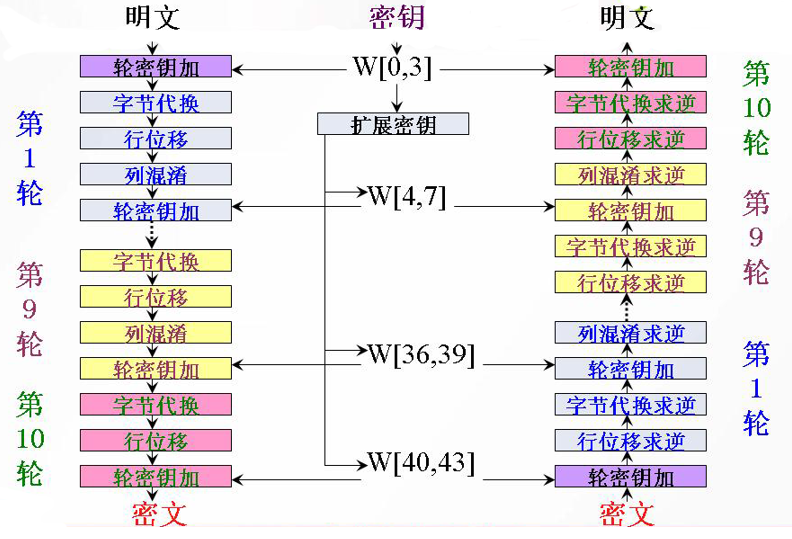 明文
轮密钥加
第1轮
字节代换
行位移
列混淆
轮密钥加
第9轮
字节代换
行位移
列混淆
轮密钥加
第10轮
字节代换
行位移
轮密钥加
密文
密钥
W[0,3]
扩展密钥
W[4,7]
W[36,39]
W[40,43]
明文
轮密钥加
字节代换求逆
行位移求逆
第10轮
列混淆求逆
轮密钥加
字节代换求逆
行位移求逆
第9轮
列混淆求逆
轮密钥加
字节代换求逆
行位移求逆
第1轮
轮密钥加
密文